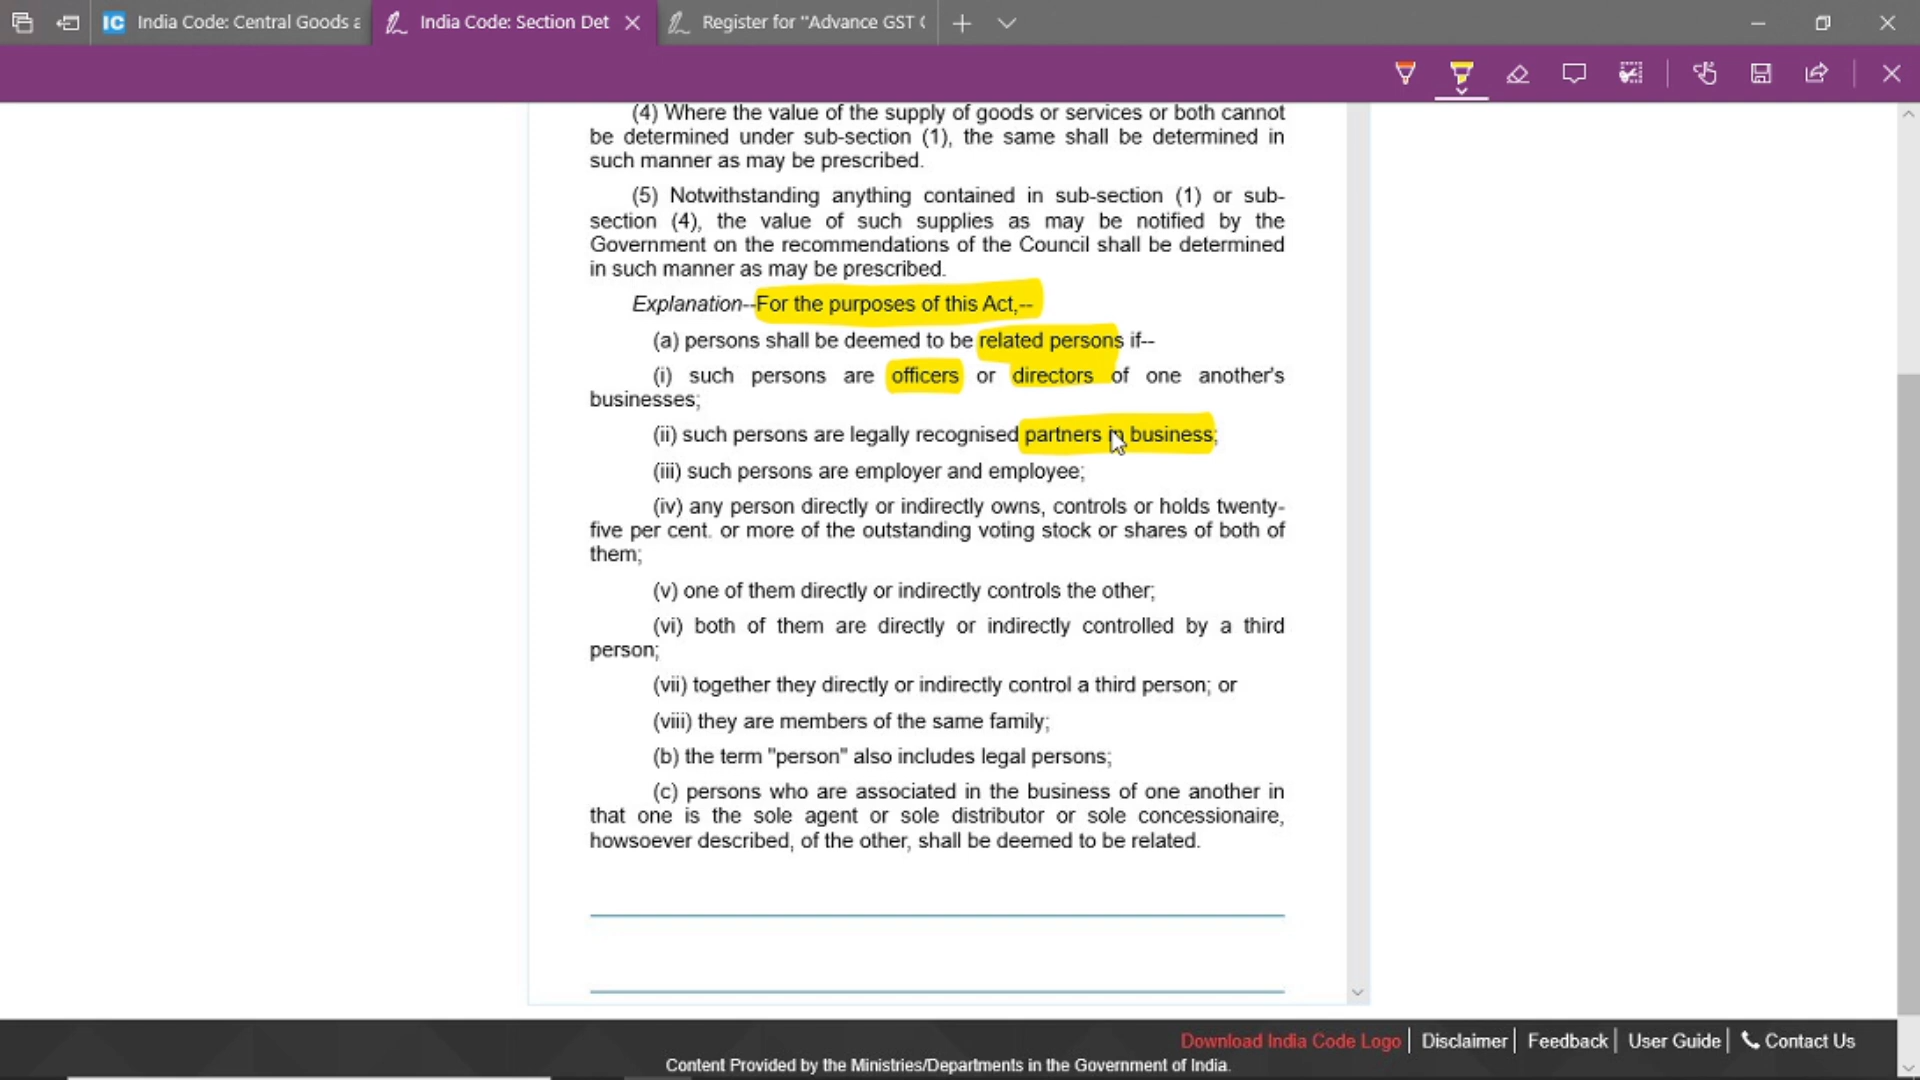 IC India Code: Central Goods a
India Code: Section Det
Register for "Advance GST C
(4) Where the value of the supply of goods or services or both cannot
be determined under sub-section (1), the same shall be determined in
such manner as may be prescribed.
(5) Notwithstanding anything contained in sub-section (1) or sub-
section (4), the value of such supplies as may be notified by the
Government on the recommendations of the Council shall be determined
in such manner as may be prescribed.
Explanation--For the purposes of this Act,--
(a) persons shall be deemed to be related persons if--
(i) such persons are officers or directors of one another's
businesses;
(ii) such persons are legally recognised partners in business;
(iii) such persons are employer and employee;
(iv) any person directly or indirectly owns, controls or holds twenty-
five per cent. or more of the outstanding voting stock or shares of both of
them;
(v) one of them directly or indirectly controls the other;
(vi) both of them are directly or indirectly controlled by a third
person;
(vii) together they directly or indirectly control a third person; or
(viii) they are members of the same family;
(b) the term "person" also includes legal persons;
(c) persons who are associated in the business of one another in
that one is the sole agent or sole distributor or sole concessionaire,
howsoever described, of the other, shall be deemed to be related.
Download India Code Logo | Disclaimer | Feedback | User Guide | Contact Us
Content Provided by the Ministries/Departments in the Government of India.